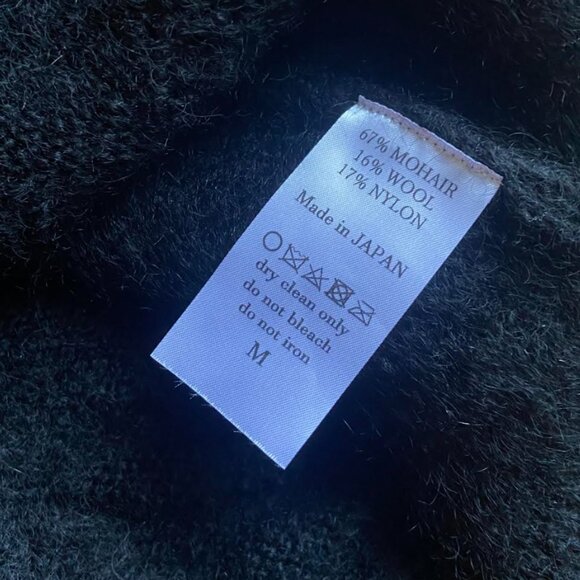 67% MOHAIR
16% WOOL
17% NYLON
Made in JAPAN
dry clean only
do not bleach
do not iron
M